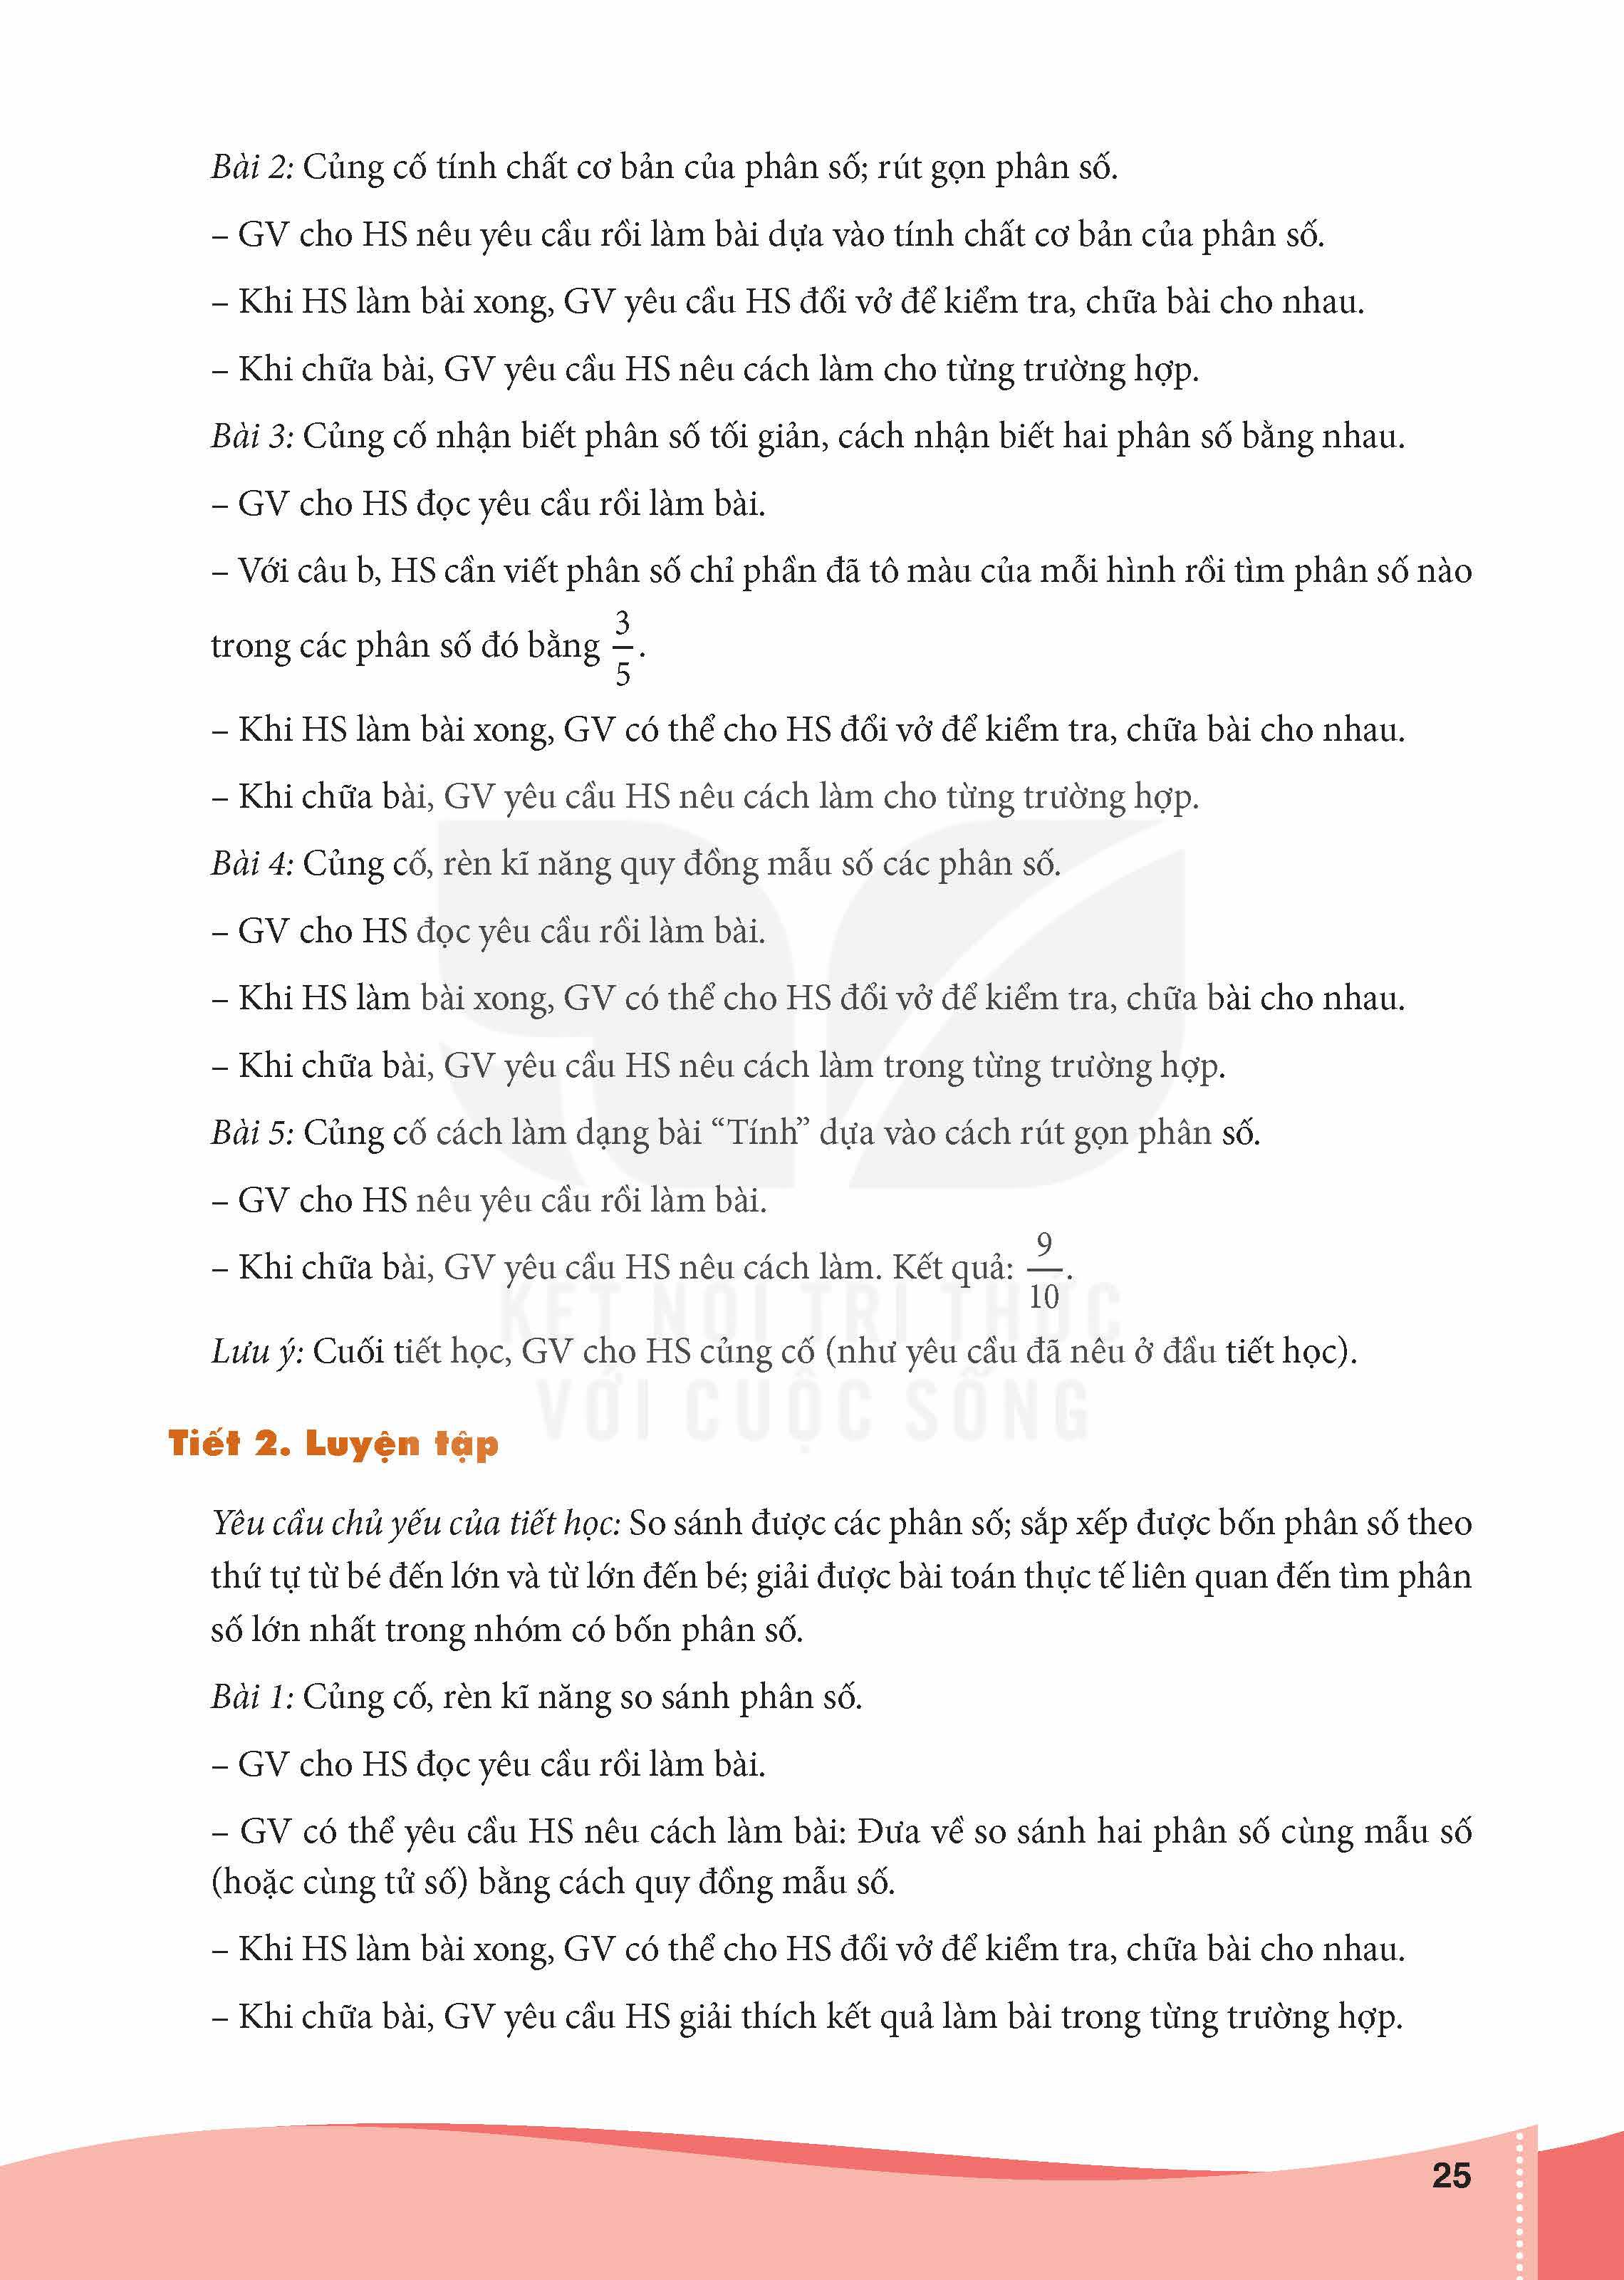 Bài 2: Củng cố tính chất cơ bản của phân số; rút gọn phân số.
– GV cho HS nêu yêu cầu rồi làm bài dựa vào tính chất cơ bản của phân số.
– Khi HS làm bài xong, GV yêu cầu HS đổi vở để kiểm tra, chữa bài cho nhau.
– Khi chữa bài, GV yêu cầu HS nêu cách làm cho từng trường hợp.
Bài 3: Củng cố nhận biết phân số tối giản, cách nhận biết hai phân số bằng nhau.
– GV cho HS đọc yêu cầu rồi làm bài.
– Với câu b, HS cần viết phân số chỉ phần đã tô màu của mỗi hình rồi tìm phân số nào
trong các phân số đó bằng 3/5.
– Khi HS làm bài xong, GV có thể cho HS đổi vở để kiểm tra, chữa bài cho nhau.
– Khi chữa bài, GV yêu cầu HS nêu cách làm cho từng trường hợp.
Bài 4: Củng cố, rèn kĩ năng quy đồng mẫu số các phân số.
– GV cho HS đọc yêu cầu rồi làm bài.
– Khi HS làm bài xong, GV có thể cho HS đổi vở để kiểm tra, chữa bài cho nhau.
– Khi chữa bài, GV yêu cầu HS nêu cách làm trong từng trường hợp.
Bài 5: Củng cố cách làm dạng bài “Tính” dựa vào cách rút gọn phân số.
– GV cho HS nêu yêu cầu rồi làm bài.
– Khi chữa bài, GV yêu cầu HS nêu cách làm. Kết quả: 9/10.
KẾT NỐI TRI THỨC
Lưu ý: Cuối tiết học, GV cho HS củng cố (như yêu cầu đã nêu ở đầu tiết học).
VỚI CUỘC SỐNG
Tiết 2. Luyện tập
Yêu cầu chủ yếu của tiết học: So sánh được các phân số; sắp xếp được bốn phân số theo
thứ tự từ bé đến lớn và từ lớn đến bé; giải được bài toán thực tế liên quan đến tìm phân
số lớn nhất trong nhóm có bốn phân số.
Bài 1: Củng cố, rèn kĩ năng so sánh phân số.
– GV cho HS đọc yêu cầu rồi làm bài.
– GV có thể yêu cầu HS nêu cách làm bài: Đưa về so sánh hai phân số cùng mẫu số
(hoặc cùng tử số) bằng cách quy đồng mẫu số.
– Khi HS làm bài xong, GV có thể cho HS đổi vở để kiểm tra, chữa bài cho nhau.
– Khi chữa bài, GV yêu cầu HS giải thích kết quả làm bài trong từng trường hợp.
25